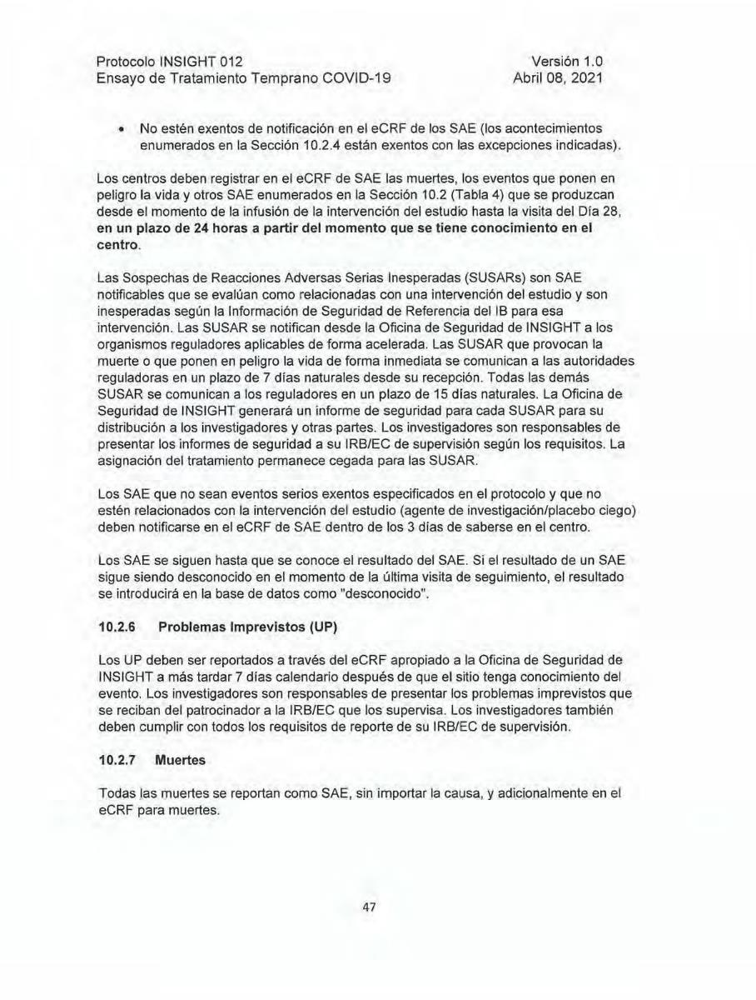 Protocolo INSIGHT 012
Versión 1.0
Ensayo de Tratamiento Temprano COVID-19
Abril 08, 2021
• No estén exentos de notificación en el eCRF de los SAE (los acontecimientos
enumerados en la Sección 10.2.4 están exentos con las excepciones indicadas).
Los centros deben registrar en el eCRF de SAE las muertes, los eventos que ponen en
peligro la vida y otros SAE enumerados en la Sección 10.2 (Tabla 4) que se produzcan
desde el momento de la infusión de la intervención del estudio hasta la visita del Día 28,
en un plazo de 24 horas a partir del momento que se tiene conocimiento en el
centro.
Las Sospechas de Reacciones Adversas Serias Inesperadas (SUSARs) son SAE
notificables que se evalúan como relacionadas con una intervención del estudio y son
inesperadas según la Información de Seguridad de Referencia del IB para esa
intervención. Las SUSAR se notifican desde la Oficina de Seguridad de INSIGHT a los
organismos reguladores aplicables de forma acelerada. Las SUSAR que provocan la
muerte o que ponen en peligro la vida de forma inmediata se comunican a las autoridades
reguladoras en un plazo de 7 días naturales desde su recepción. Todas las demás
SUSAR se comunican a los reguladores en un plazo de 15 días naturales. La Oficina de
Seguridad de INSIGHT generará un informe de seguridad para cada SUSAR para su
distribución a los investigadores y otras partes. Los investigadores son responsables de
presentar los informes de seguridad a su IRB/EC de supervisión según los requisitos. La
asignación del tratamiento permanece cegada para las SUSAR.
Los SAE que no sean eventos serios exentos especificados en el protocolo y que no
estén relacionados con la intervención del estudio (agente de investigación/placebo ciego)
deben notificarse en el eCRF de SAE dentro de los 3 días de saberse en el centro.
Los SAE se siguen hasta que se conoce el resultado del SAE. Si el resultado de un SAE
sigue siendo desconocido en el momento de la última visita de seguimiento, el resultado
se introducirá en la base de datos como "desconocido".
10.2.6 Problemas Imprevistos (UP)
Los UP deben ser reportados a través del eCRF apropiado a la Oficina de Seguridad de
INSIGHT a más tardar 7 días calendario después de que el sitio tenga conocimiento del
evento. Los investigadores son responsables de presentar los problemas imprevistos que
se reciban del patrocinador a la IRB/EC que los supervisa. Los investigadores también
deben cumplir con todos los requisitos de reporte de su IRB/EC de supervisión.
10.2.7 Muertes
Todas las muertes se reportan como SAE, sin importar la causa, y adicionalmente en el
eCRF para muertes.
47